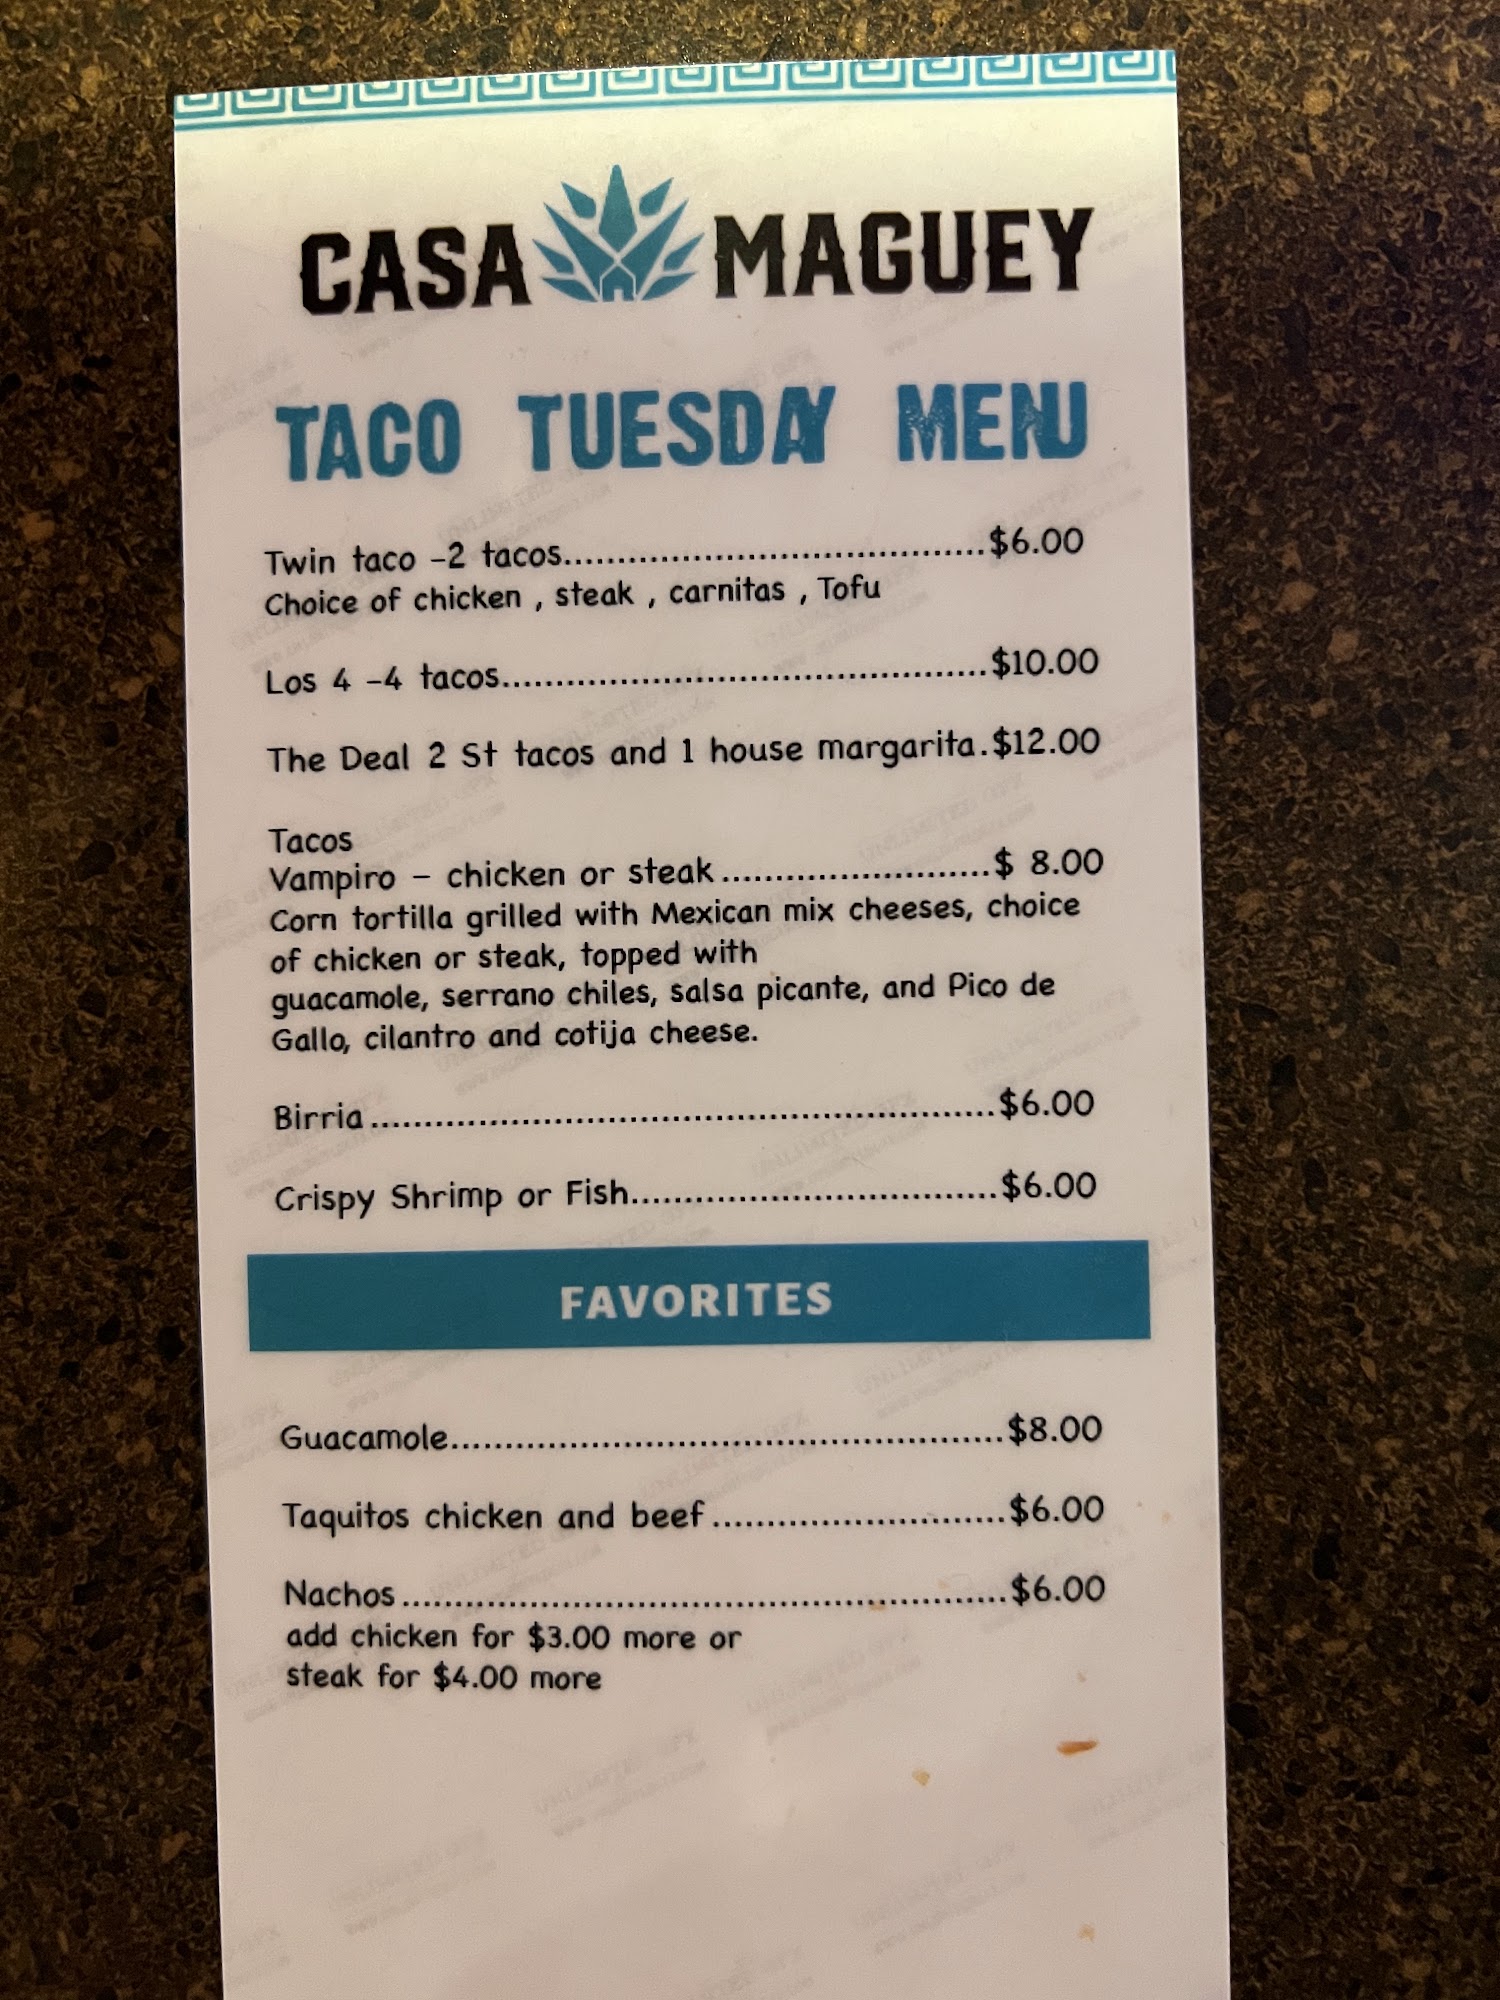 CASA MAGUEY
TACO TUESDAY MENU
Twin taco -2 tacos.......................................$6.00
Choice of chicken , steak , carnitas , Tofu
Los 4 -4 tacos.............................................$10.00
The Deal 2 St tacos and 1 house margarita.$12.00
Tacos
Vampiro - chicken or steak.........................$ 8.00
Corn tortilla grilled with Mexican mix cheeses, choice
of chicken or steak, topped with
guacamole, serrano chiles, salsa picante, and Pico de
Gallo, cilantro and cotija cheese.
Birria..........................................................$6.00
Crispy Shrimp or Fish..................................$6.00
FAVORITES
Guacamole...................................................$8.00
Taquitos chicken and beef...........................$6.00
Nachos........................................................$6.00
add chicken for $3.00 more or
steak for $4.00 more